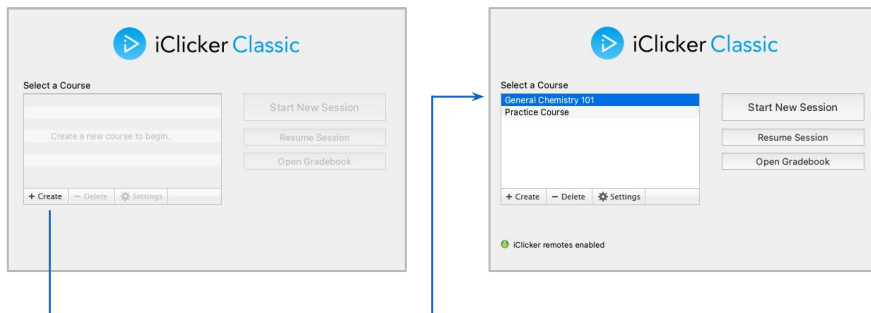 iClicker Classic
Select a Course
Create a new course to begin.
+ Create − Delete Settings
Start New Session
Resume Session
Open Gradebook
iClicker Classic
Select a Course
General Chemistry 101
Practice Course
+ Create − Delete Settings
Start New Session
Resume Session
Open Gradebook
iClicker remotes enabled